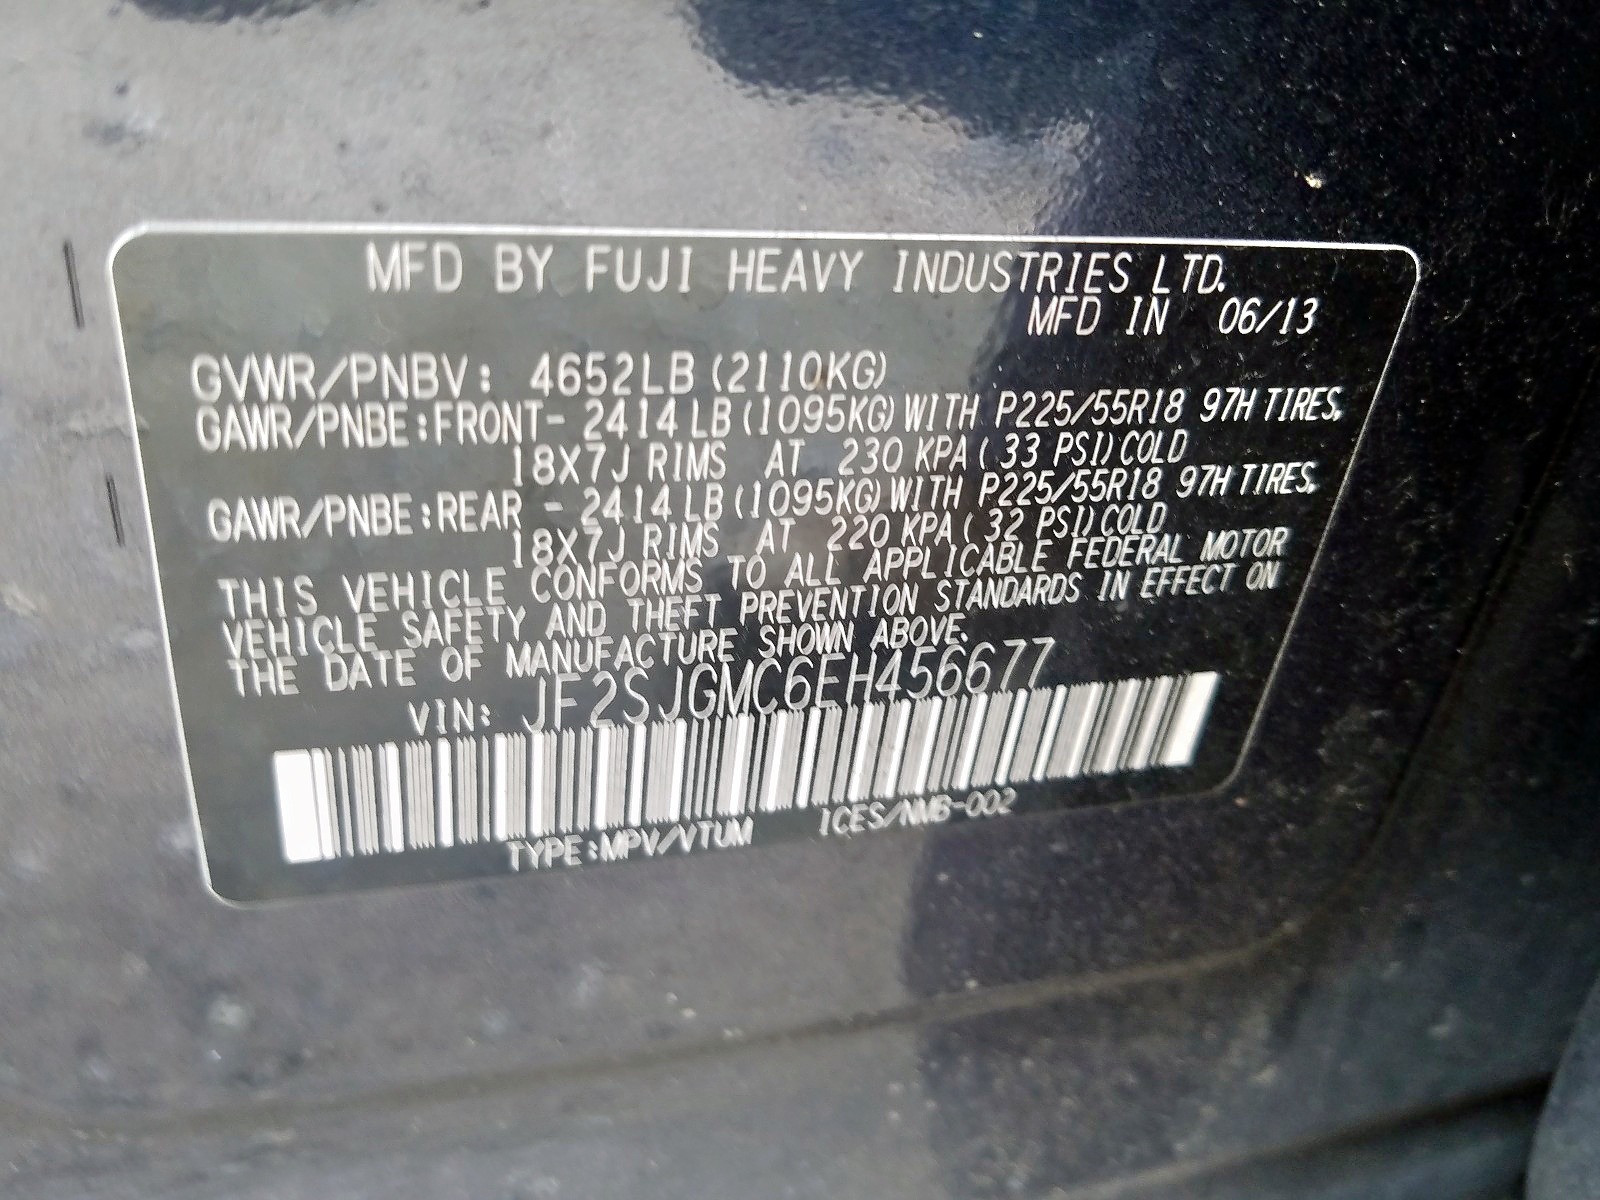 MFD BY FUJI HEAVY INDUSTRIES LTD.
MFD IN 06/13
GVWR/PNBV: 4652LB (2110KG)
GAWR/PNBE:FRONT- 2414LB (1095KG) WITH P225/55R18 97H TIRES,
18X7J RIMS AT 230 KPA ( 33 PSI) COLD
GAWR/PNBE:REAR - 2414LB (1095KG) WITH P225/55R18 97H TIRES,
18X7J RIMS AT 220 KPA ( 32 PSI) COLD
THIS VEHICLE CONFORMS TO ALL APPLICABLE FEDERAL MOTOR
VEHICLE SAFETY AND THEFT PREVENTION STANDARDS IN EFFECT ON
THE DATE OF MANUFACTURE SHOWN ABOVE.
VIN: JF2SJGMC6EH456677
TYPE:MPV/VTUM ICES/NMB-002